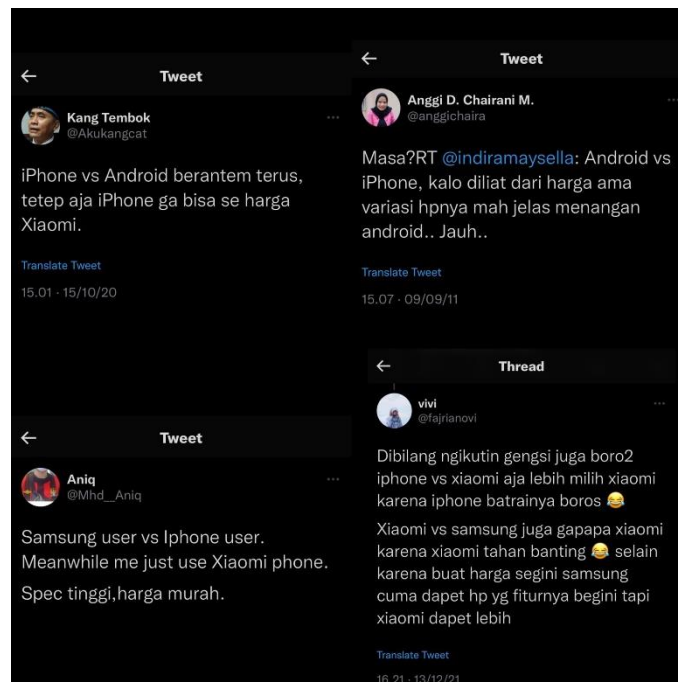 Tweet
Kang Tembok
@Akukangcat
iPhone vs Android berantem terus,
tetep aja iPhone ga bisa se harga
Xiaomi.
Translate Tweet
15.01 · 15/10/20
Tweet
Anggi D. Chairani M.
@anggichaira
Masa?RT @indiramaysella: Android vs
iPhone, kalo diliat dari harga ama
variasi hpnya mah jelas menangan
android.. Jauh..
Translate Tweet
15.07 · 09/09/11
Tweet
Aniq
@Mhd__Aniq
Samsung user vs Iphone user.
Meanwhile me just use Xiaomi phone.
Spec tinggi,harga murah.
Thread
vivi
@fajrianovi
Dibilang ngikutin gengsi juga boro2
iphone vs xiaomi aja lebih milih xiaomi
karena iphone batrainya boros 😂
Xiaomi vs samsung juga gapapa xiaomi
karena xiaomi tahan banting 😂 selain
karena buat harga segini samsung
cuma dapet hp yg fiturnya begini tapi
xiaomi dapet lebih
Translate Tweet
16.21 · 13/12/21